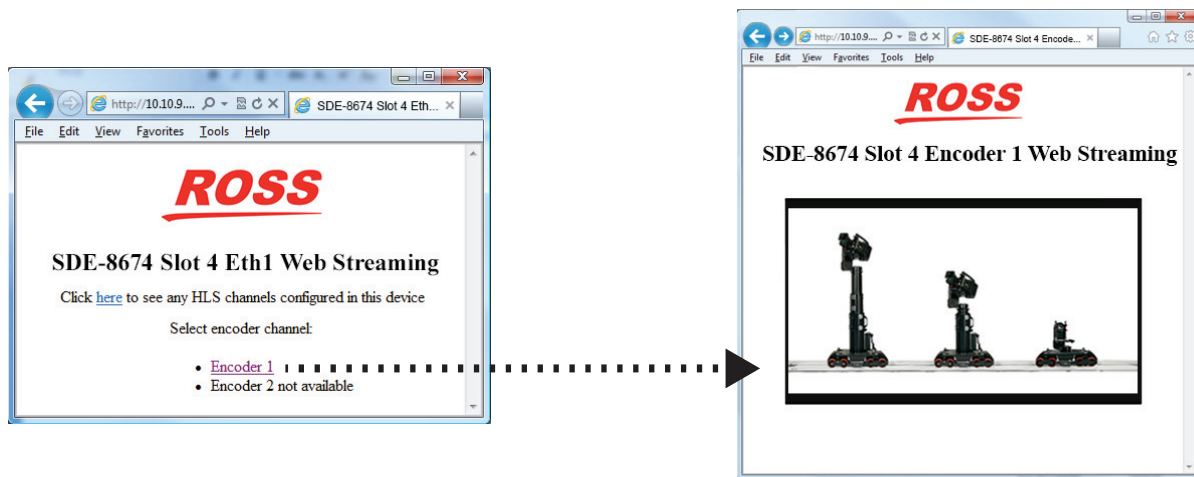 http://10.10.9....
SDE-8674 Slot 4 Eth...
File Edit View Favorites Tools Help
ROSS
SDE-8674 Slot 4 Eth1 Web Streaming
Click here to see any HLS channels configured in this device
Select encoder channel:
• Encoder 1
• Encoder 2 not available
http://10.10.9....
SDE-8674 Slot 4 Encode...
File Edit View Favorites Tools Help
ROSS
SDE-8674 Slot 4 Encoder 1 Web Streaming